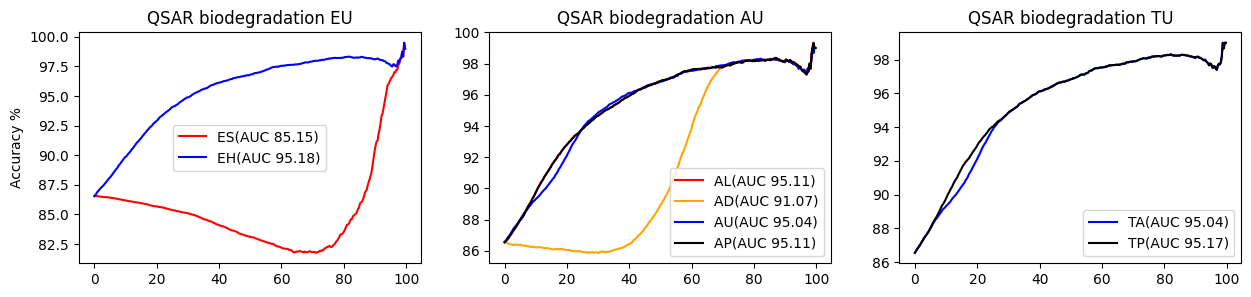 QSAR biodegradation EU
Accuracy %
100.0
97.5
95.0
92.5
90.0
87.5
85.0
82.5
0 20 40 60 80 100
ES(AUC 85.15)
EH(AUC 95.18)
QSAR biodegradation AU
100
98
96
94
92
90
88
86
0 20 40 60 80 100
AL(AUC 95.11)
AD(AUC 91.07)
AU(AUC 95.04)
AP(AUC 95.11)
QSAR biodegradation TU
98
96
94
92
90
88
86
0 20 40 60 80 100
TA(AUC 95.04)
TP(AUC 95.17)